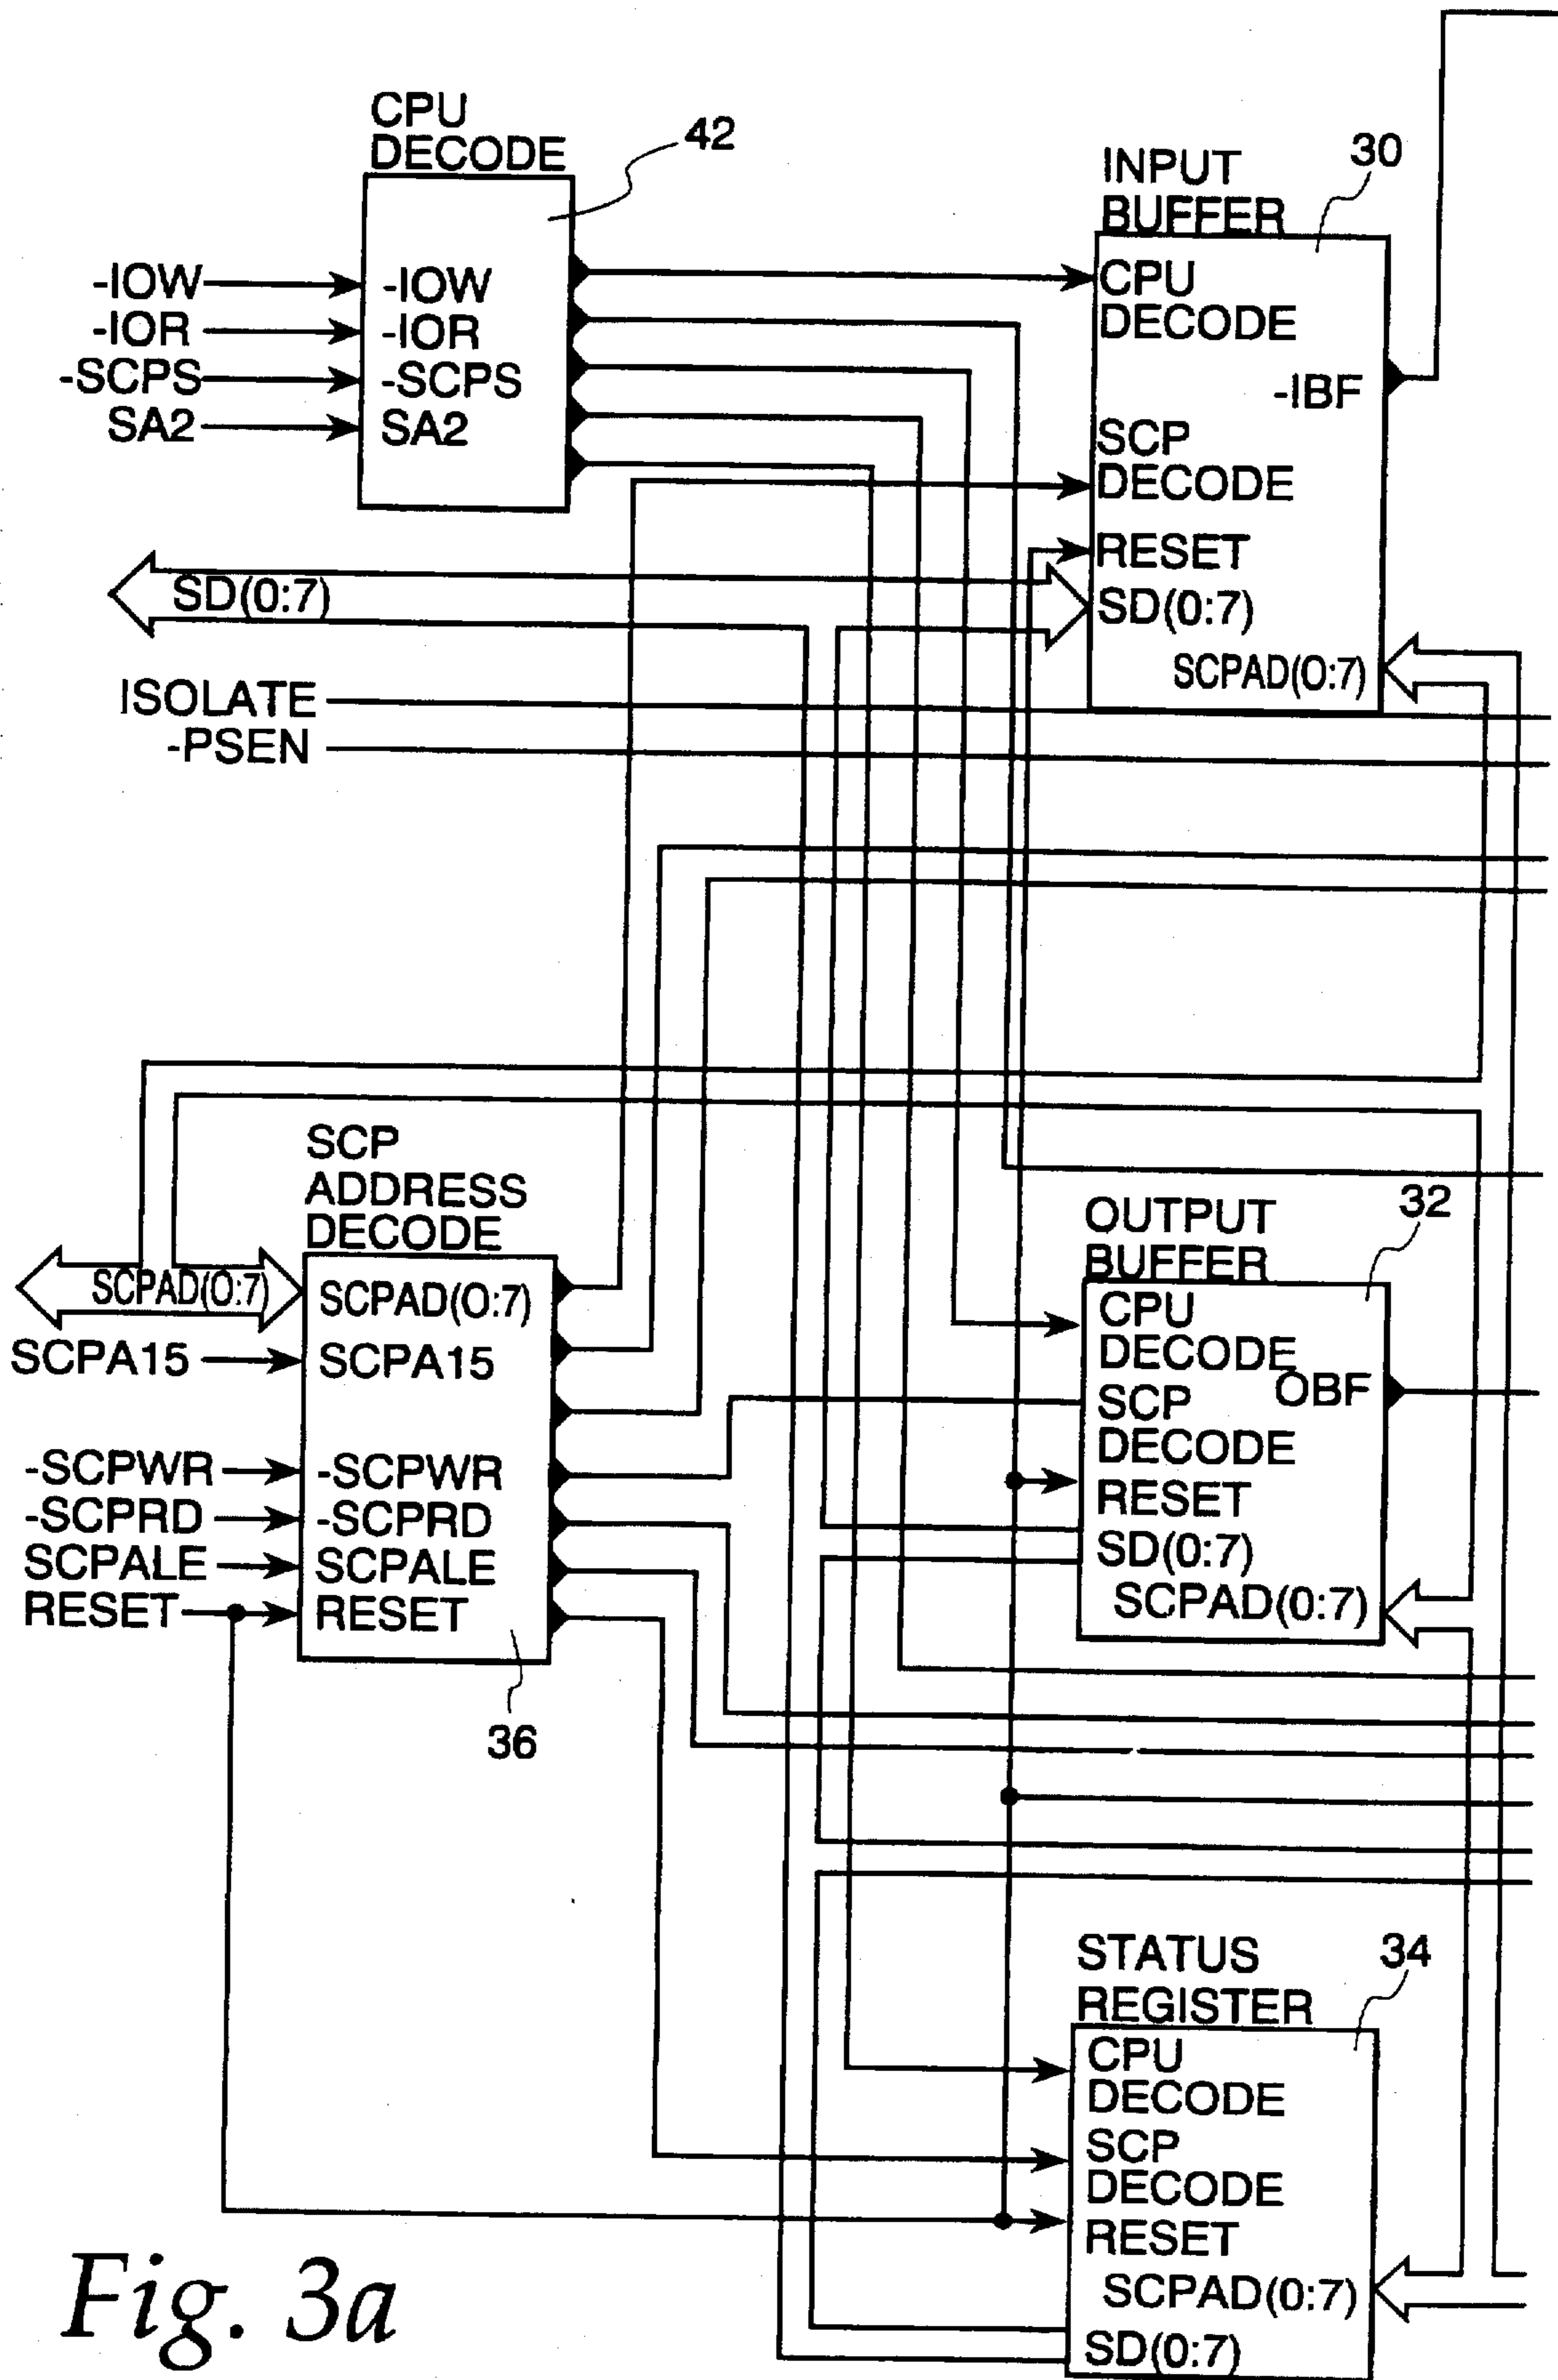 CPU
DECODE
42
-IOW
-IOR
-SCPS
SA2
-IOW
-IOR
-SCPS
SA2
INPUT
BUFFER
30
CPU
DECODE
-IBF
SCP
DECODE
RESET
SD(0:7)
SCPAD(0:7)
SD(0:7)
ISOLATE
-PSEN
SCP
ADDRESS
DECODE
SCPAD(0:7)
SCPA15
-SCPWR
-SCPRD
SCPALE
RESET
SCPAD(0:7)
SCPA15
-SCPWR
-SCPRD
SCPALE
RESET
36
OUTPUT
BUFFER
32
CPU
DECODE
OBF
SCP
DECODE
RESET
SD(0:7)
SCPAD(0:7)
STATUS
REGISTER
34
CPU
DECODE
SCP
DECODE
RESET
SCPAD(0:7)
SD(0:7)
Fig. 3a